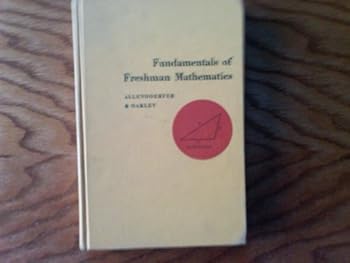 Fundamentals of
Freshman Mathematics
ALLENDOERFER
& OAKLEY